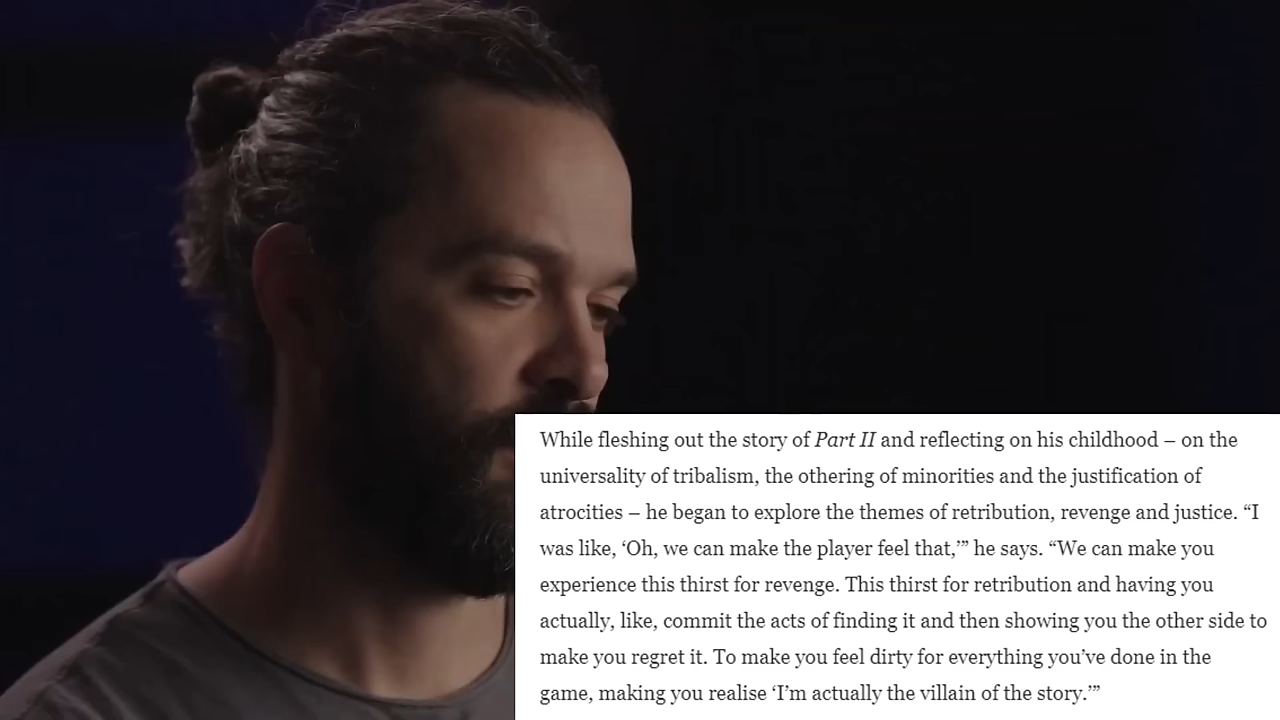 While fleshing out the story of Part II and reflecting on his childhood – on the
universality of tribalism, the othering of minorities and the justification of
atrocities – he began to explore the themes of retribution, revenge and justice. “I
was like, ‘Oh, we can make the player feel that,’” he says. “We can make you
experience this thirst for revenge. This thirst for retribution and having you
actually, like, commit the acts of finding it and then showing you the other side to
make you regret it. To make you feel dirty for everything you’ve done in the
game, making you realise ‘I’m actually the villain of the story.’”